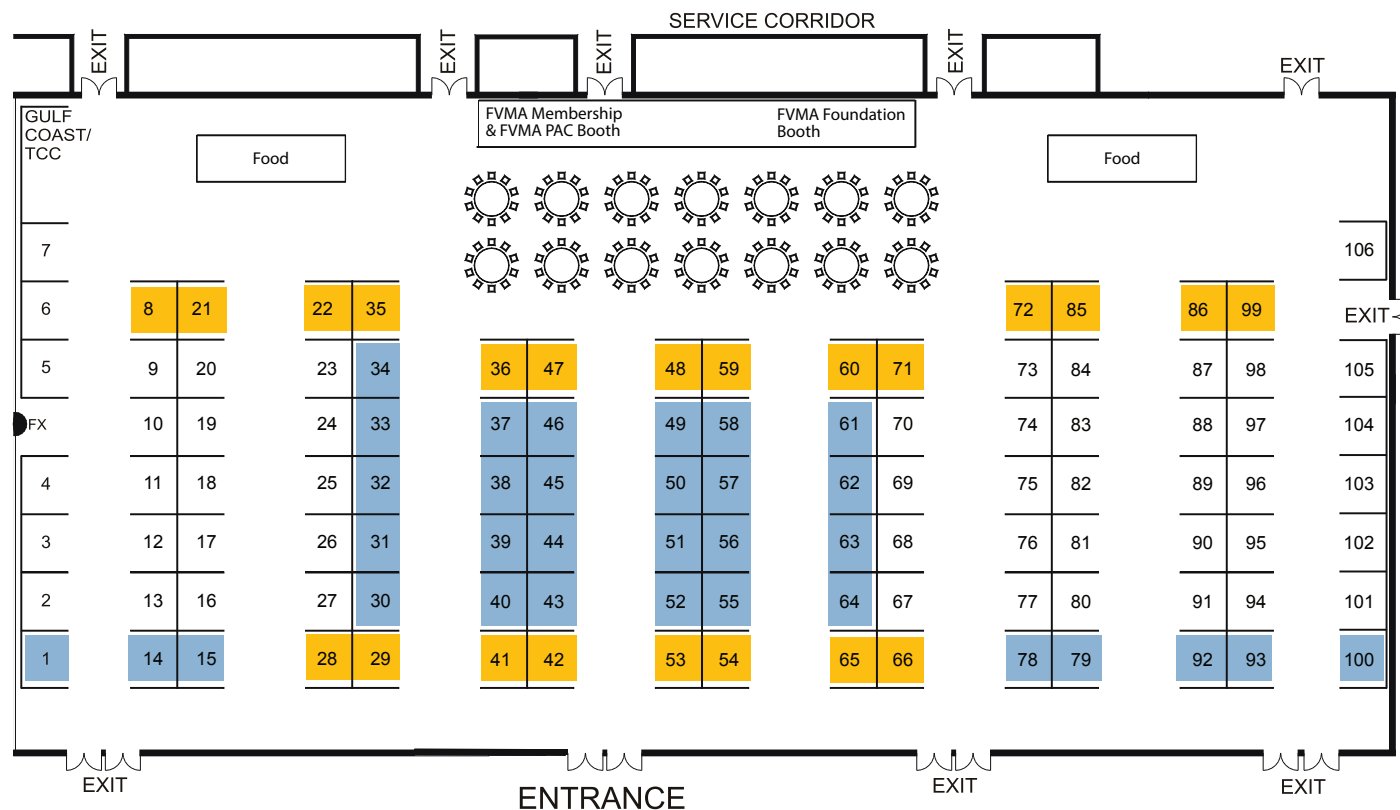 SERVICE CORRIDOR
EXIT
EXIT
EXIT
EXIT
EXIT
GULF
COAST/
TCC
FVMA Membership
& FVMA PAC Booth
FVMA Foundation
Booth
Food
Food
7
106
6 8 21 22 35 72 85 86 99
EXIT
5 9 20 23 34 36 47 48 59 60 71 73 84 87 98 105
FX 10 19 24 33 37 46 49 58 61 70 74 83 88 97 104
4 11 18 25 32 38 45 50 57 62 69 75 82 89 96 103
3 12 17 26 31 39 44 51 56 63 68 76 81 90 95 102
2 13 16 27 30 40 43 52 55 64 67 77 80 91 94 101
1 14 15 28 29 41 42 53 54 65 66 78 79 92 93 100
EXIT
ENTRANCE
EXIT
EXIT